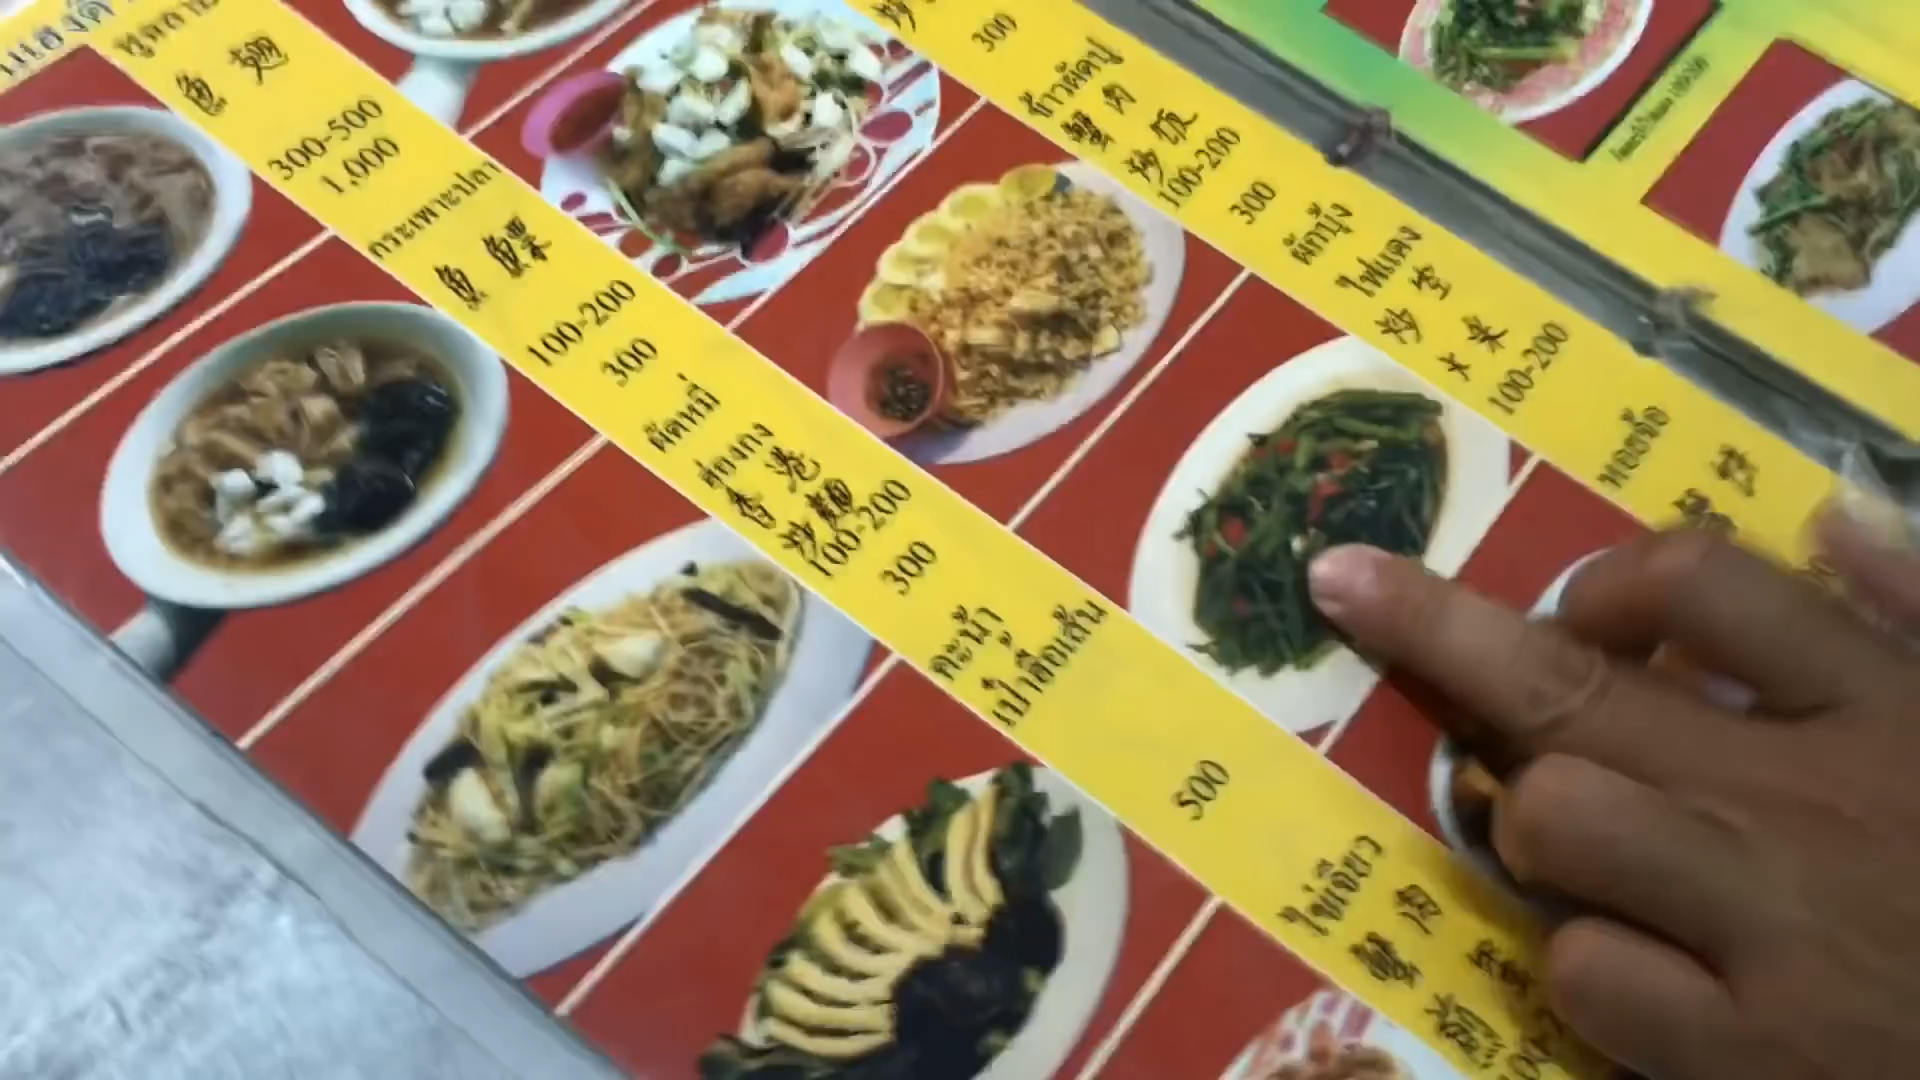 หูฉลาม
魚 翅
300-500
1,000
กระเพาะปลา
魚 鰾
100-200
300
ผัดหมี่
ฮ่องกง
香 港
炒 麵
100-200
300
คะน้า
เป๋าฮื้อเส้น
500
ไข่เจียว
蟹 肉
300
ข้าวผัดปู
蟹 肉
炒 饭
100-200
300
ผักบุ้ง
ไฟแดง
炒 空
火 菜
100-200
หอยจ๊อ